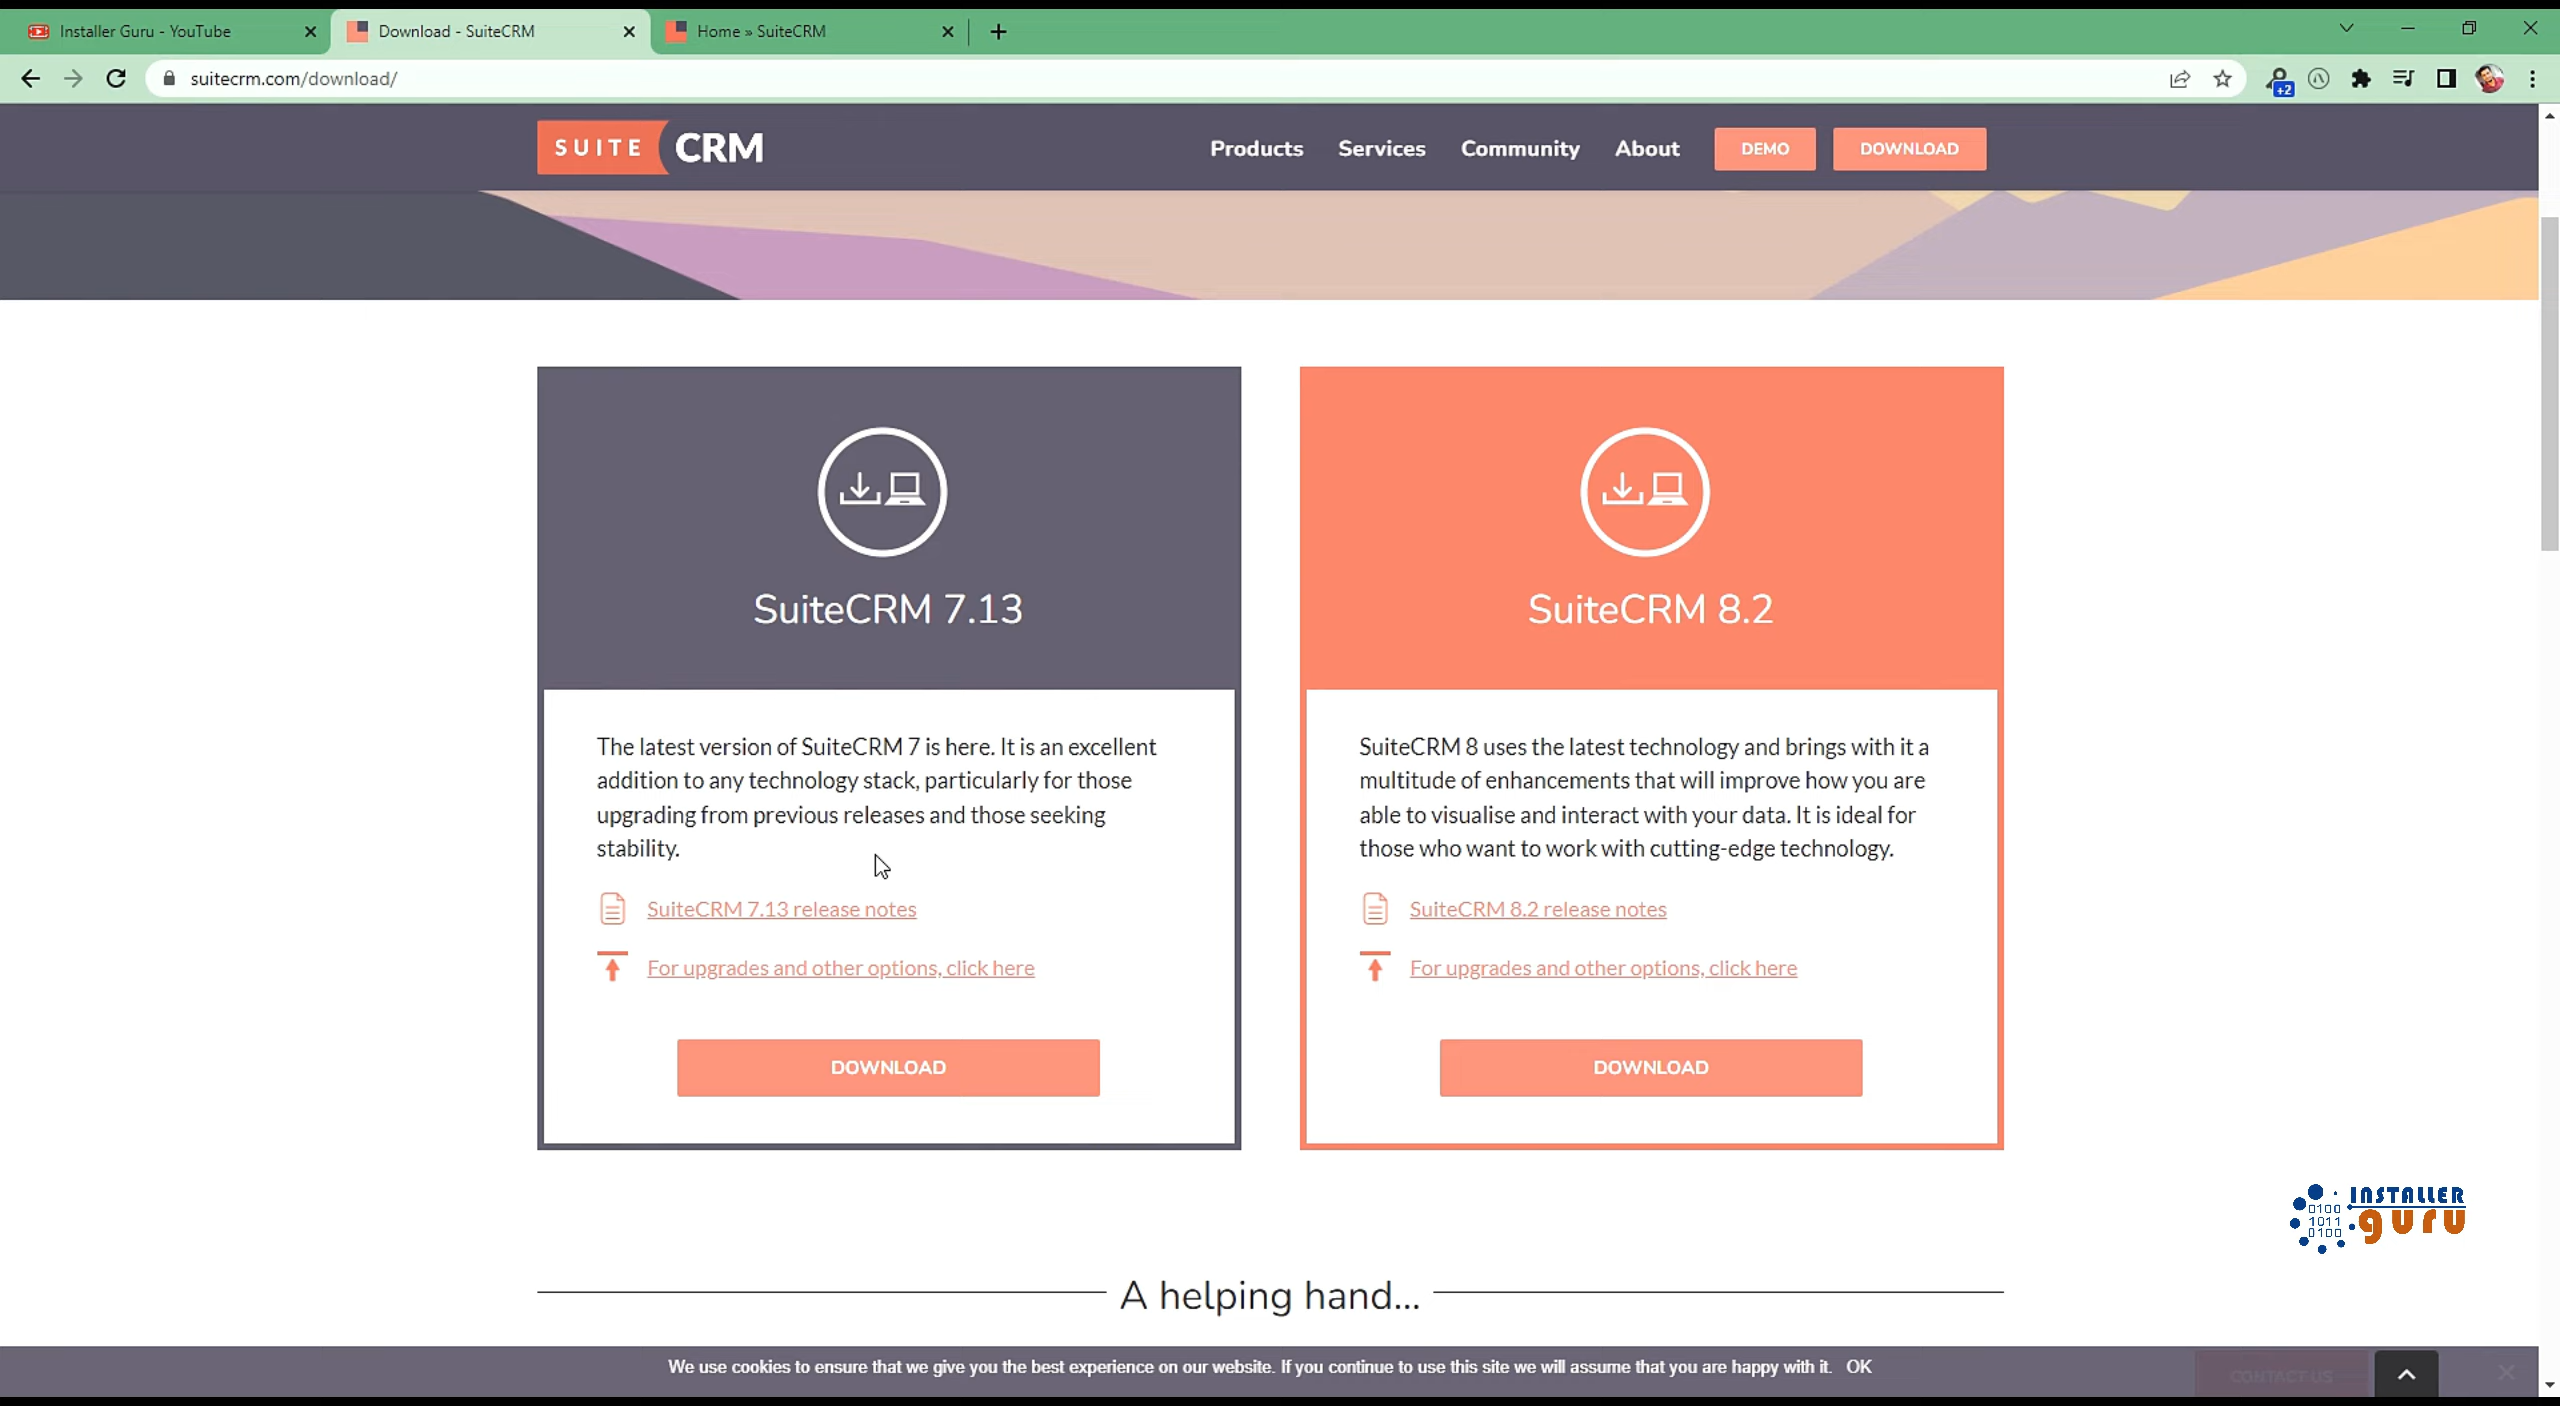 Installer Guru - YouTube
Download - SuiteCRM
Home » SuiteCRM
suitecrm.com/download/
+2
SUITE CRM
Products Services Community About DEMO DOWNLOAD
SuiteCRM 7.13
The latest version of SuiteCRM 7 is here. It is an excellent
addition to any technology stack, particularly for those
upgrading from previous releases and those seeking
stability.
SuiteCRM 7.13 release notes
For upgrades and other options, click here
DOWNLOAD
SuiteCRM 8.2
SuiteCRM 8 uses the latest technology and brings with it a
multitude of enhancements that will improve how you are
able to visualise and interact with your data. It is ideal for
those who want to work with cutting-edge technology.
SuiteCRM 8.2 release notes
For upgrades and other options, click here
DOWNLOAD
INSTALLER
guru
0100
1011
0100
A helping hand...
We use cookies to ensure that we give you the best experience on our website. If you continue to use this site we will assume that you are happy with it. OK
CONTACT US